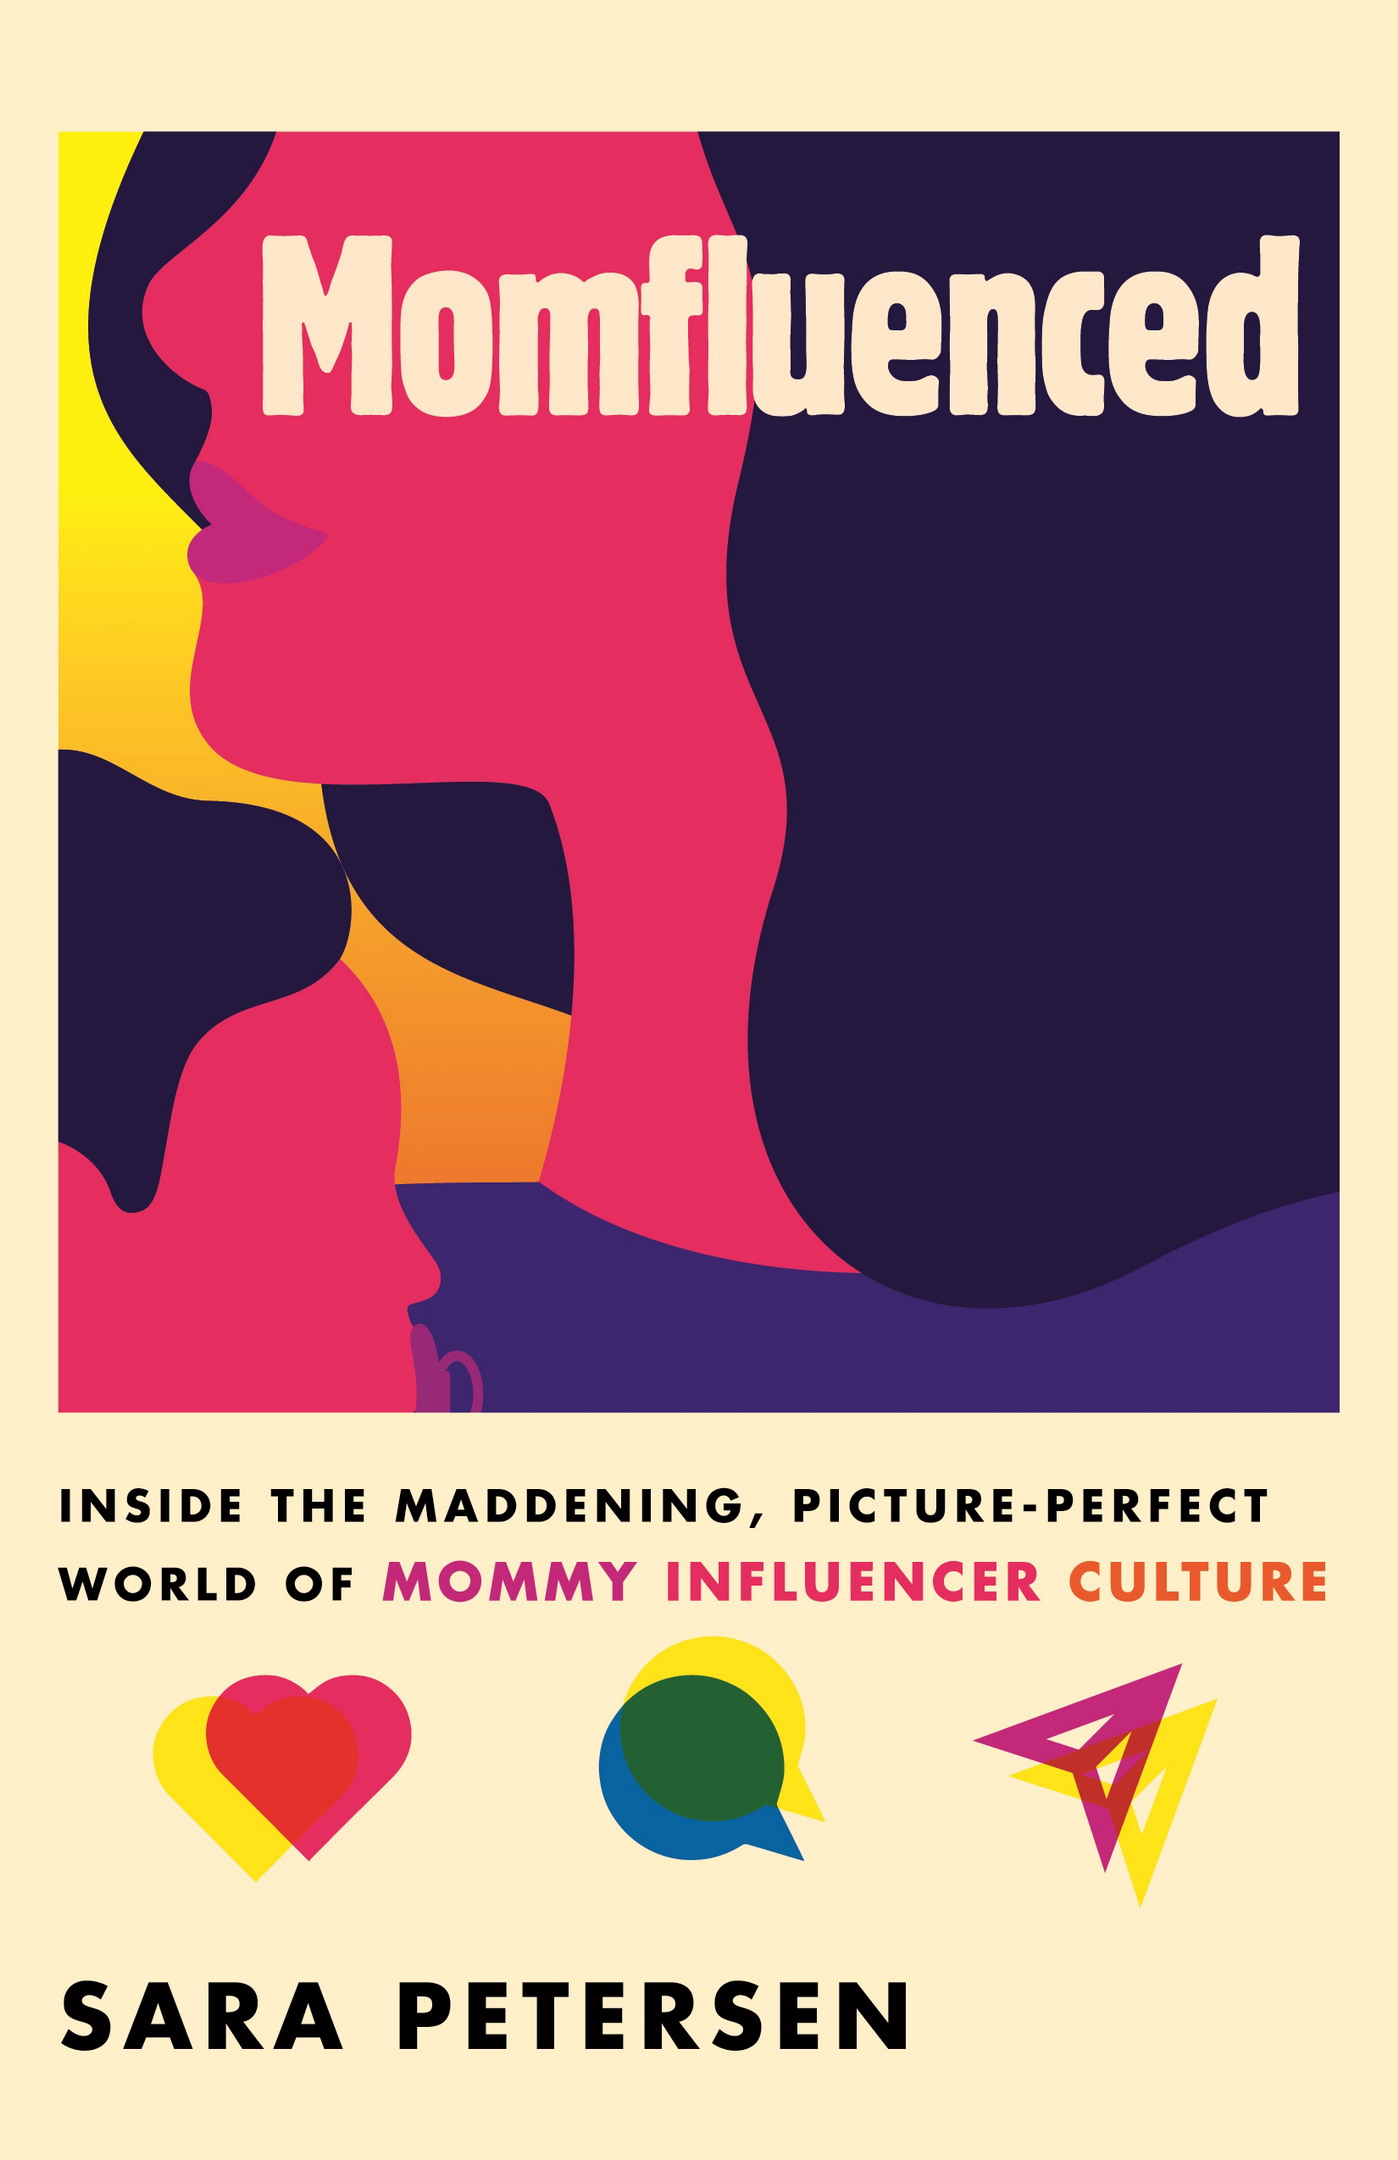 Momfluenced
INSIDE THE MADDENING, PICTURE-PERFECT
WORLD OF MOMMY INFLUENCER CULTURE
SARA PETERSEN